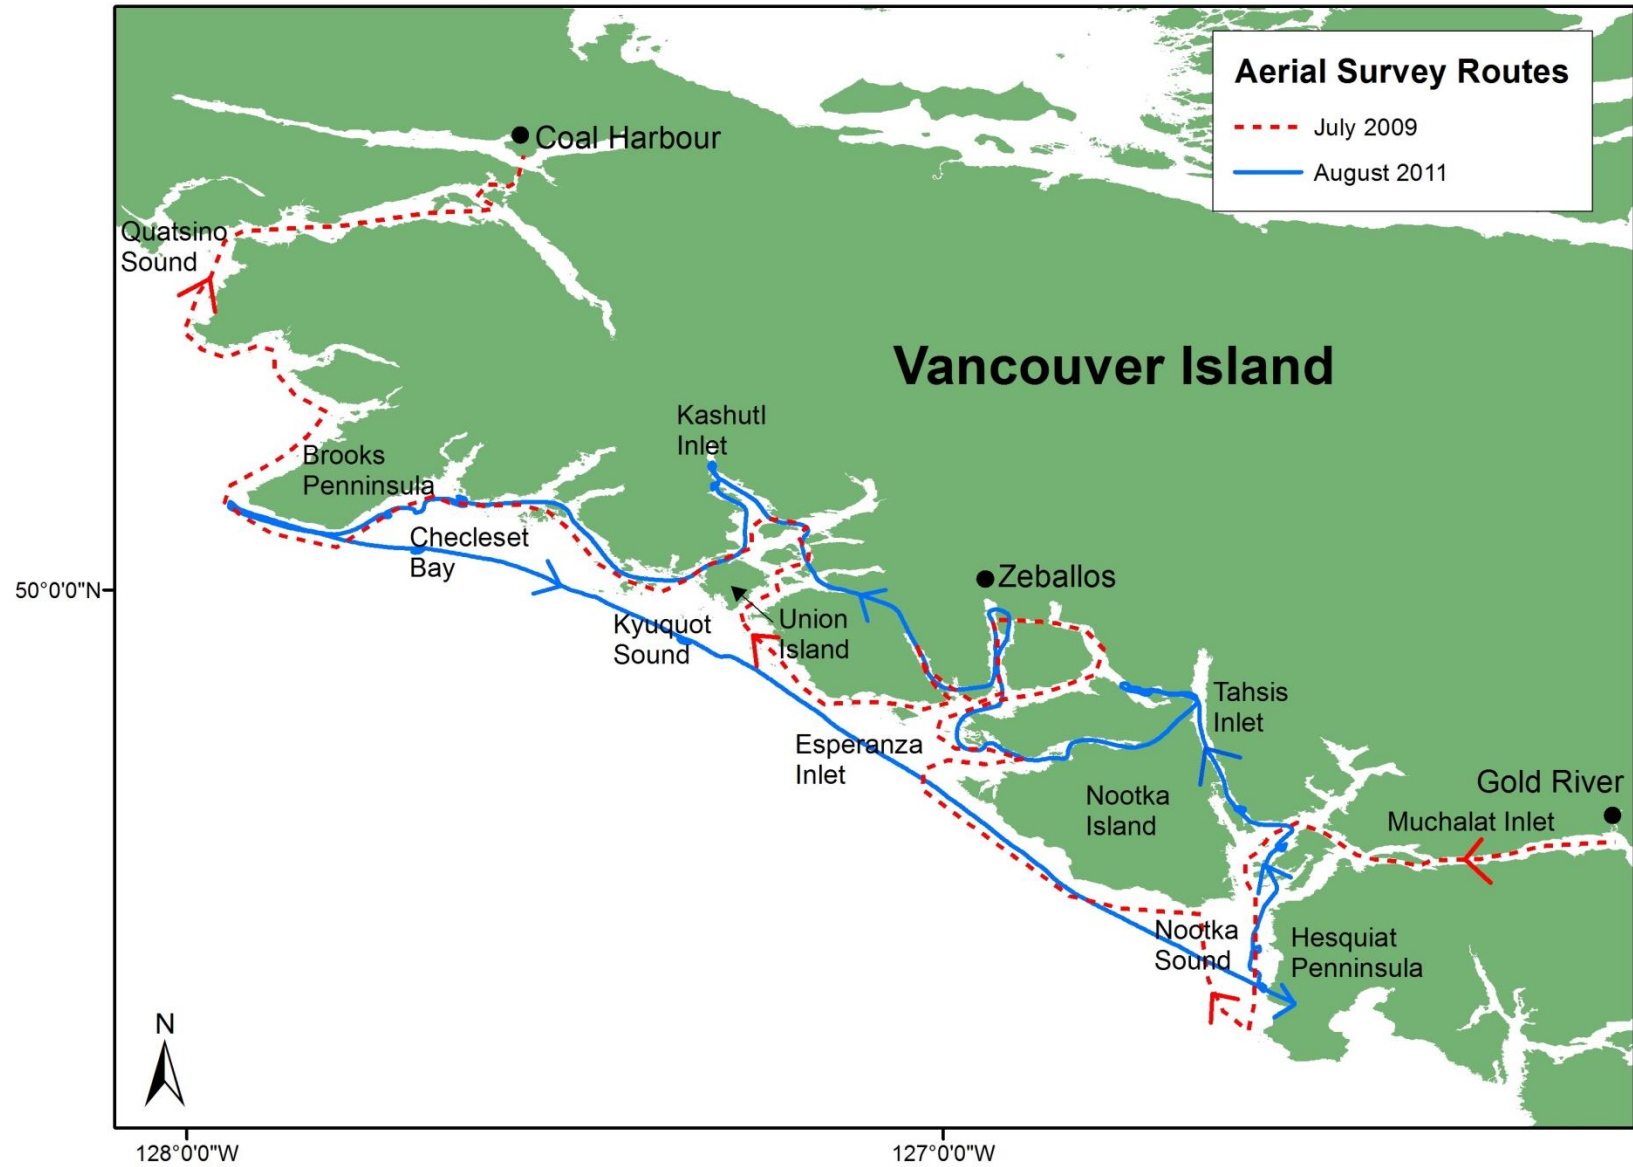 Aerial Survey Routes
July 2009
August 2011
Coal Harbour
Quatsino
Sound
Vancouver Island
Kashutl
Inlet
Brooks
Penninsula
Checleset
Bay
50°0'0"N
Zeballos
Kyuquot
Sound
Union
Island
Tahsis
Inlet
Esperanza
Inlet
Nootka
Island
Gold River
Muchalat Inlet
Nootka
Sound
Hesquiat
Penninsula
N
128°0'0"W
127°0'0"W